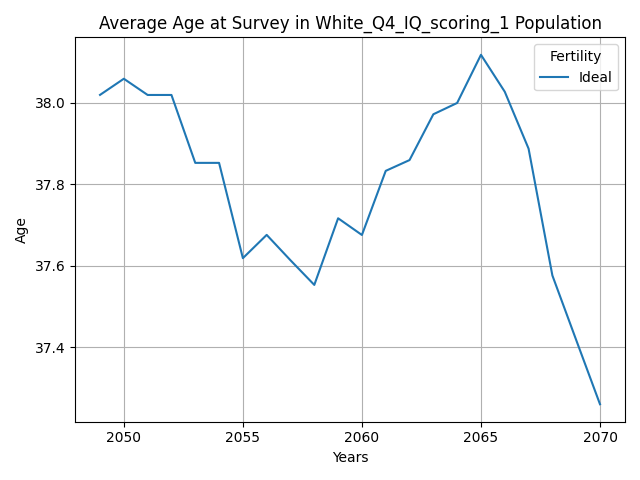 Average Age at Survey in White_Q4_IQ_scoring_1 Population
Fertility
Ideal
38.0
37.8
37.6
37.4
Age
2050 2055 2060 2065 2070
Years